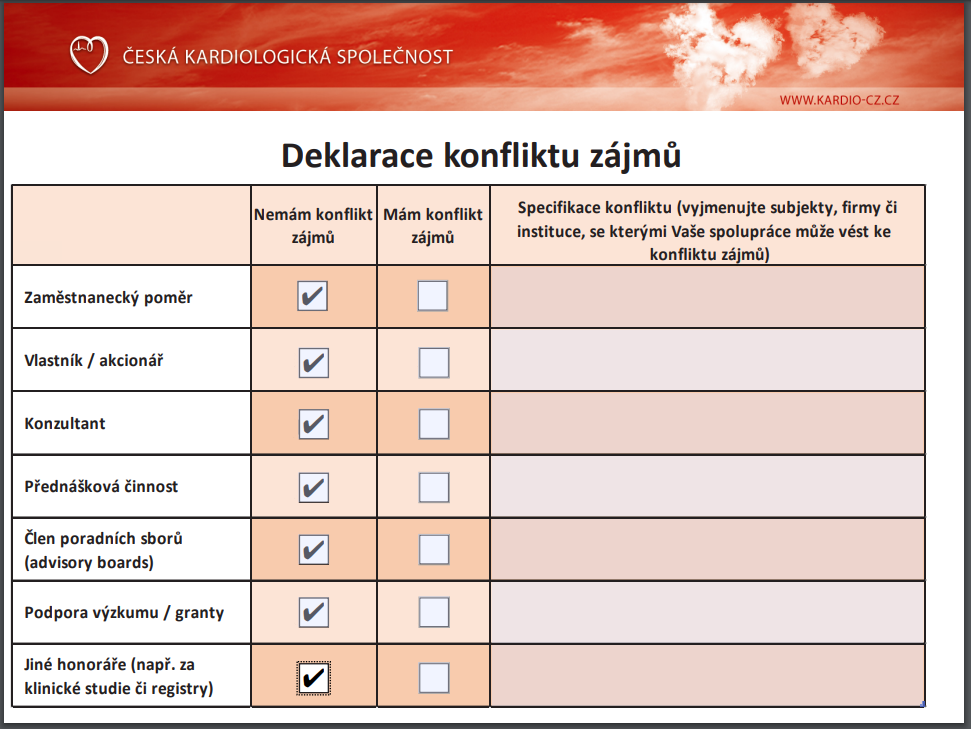 ČESKÁ KARDIOLOGICKÁ SPOLEČNOST
WWW.KARDIO-CZ.CZ
Deklarace konfliktu zájmů
Nemám konflikt
zájmů
Mám konflikt
zájmů
Specifikace konfliktu (vyjmenujte subjekty, firmy či
instituce, se kterými Vaše spolupráce může vést ke
konfliktu zájmů)
Zaměstnanecký poměr
Vlastník / akcionář
Konzultant
Přednášková činnost
Člen poradních sborů
(advisory boards)
Podpora výzkumu / granty
Jiné honoráře (např. za
klinické studie či registry)